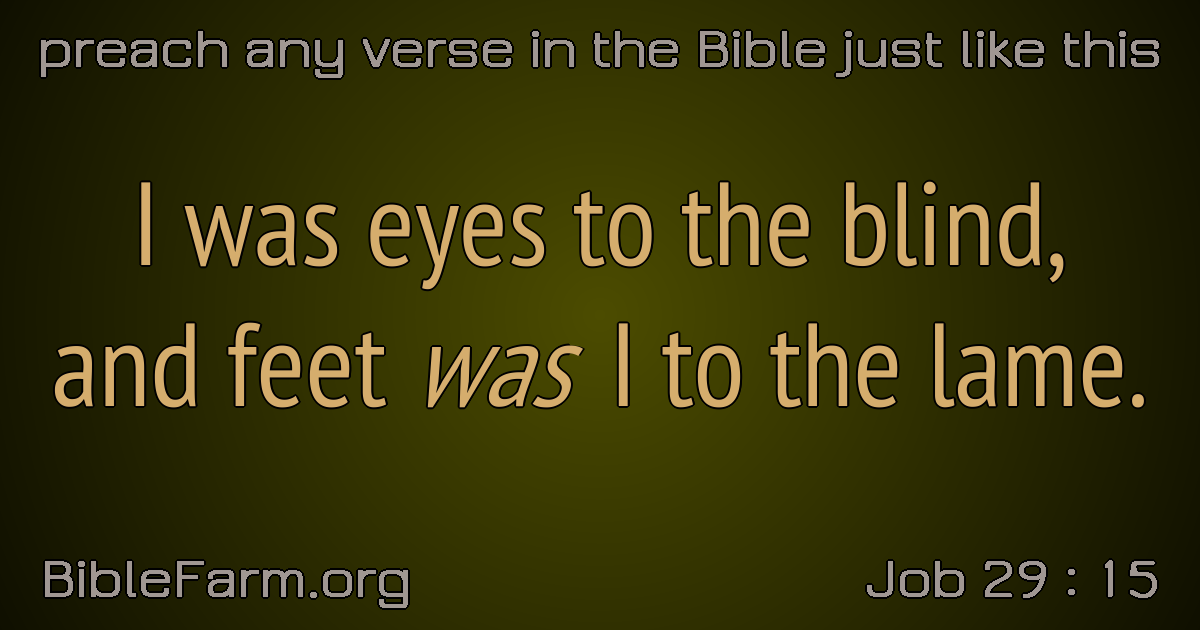 preach any verse in the Bible just like this
I was eyes to the blind,
and feet was I to the lame.
BibleFarm.org
Job 29 : 15